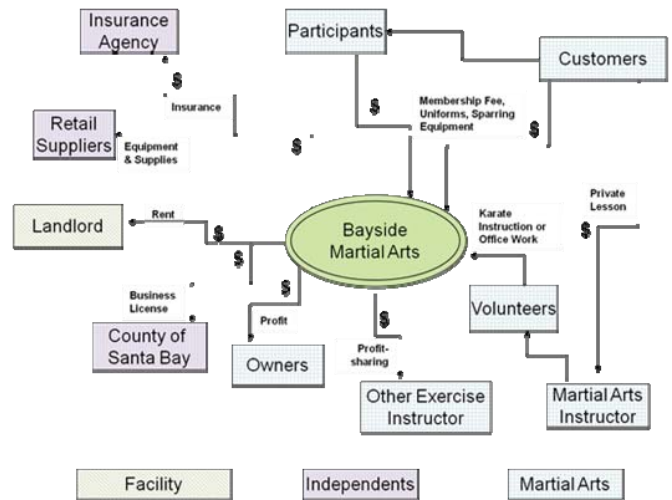 Insurance
Agency
Participants
Customers
$
Insurance
$
Membership Fee,
Uniforms, Sparring
Equipment
$
Retail
Suppliers
Equipment
& Supplies
$
Private
Lesson
Landlord
Rent
$
Bayside
Martial Arts
Karate
Instruction or
Office Work
$
$
Business
License
$
Profit
$
Volunteers
County of
Santa Bay
Owners
Profit-
sharing
Other Exercise
Instructor
Martial Arts
Instructor
Facility
Independents
Martial Arts